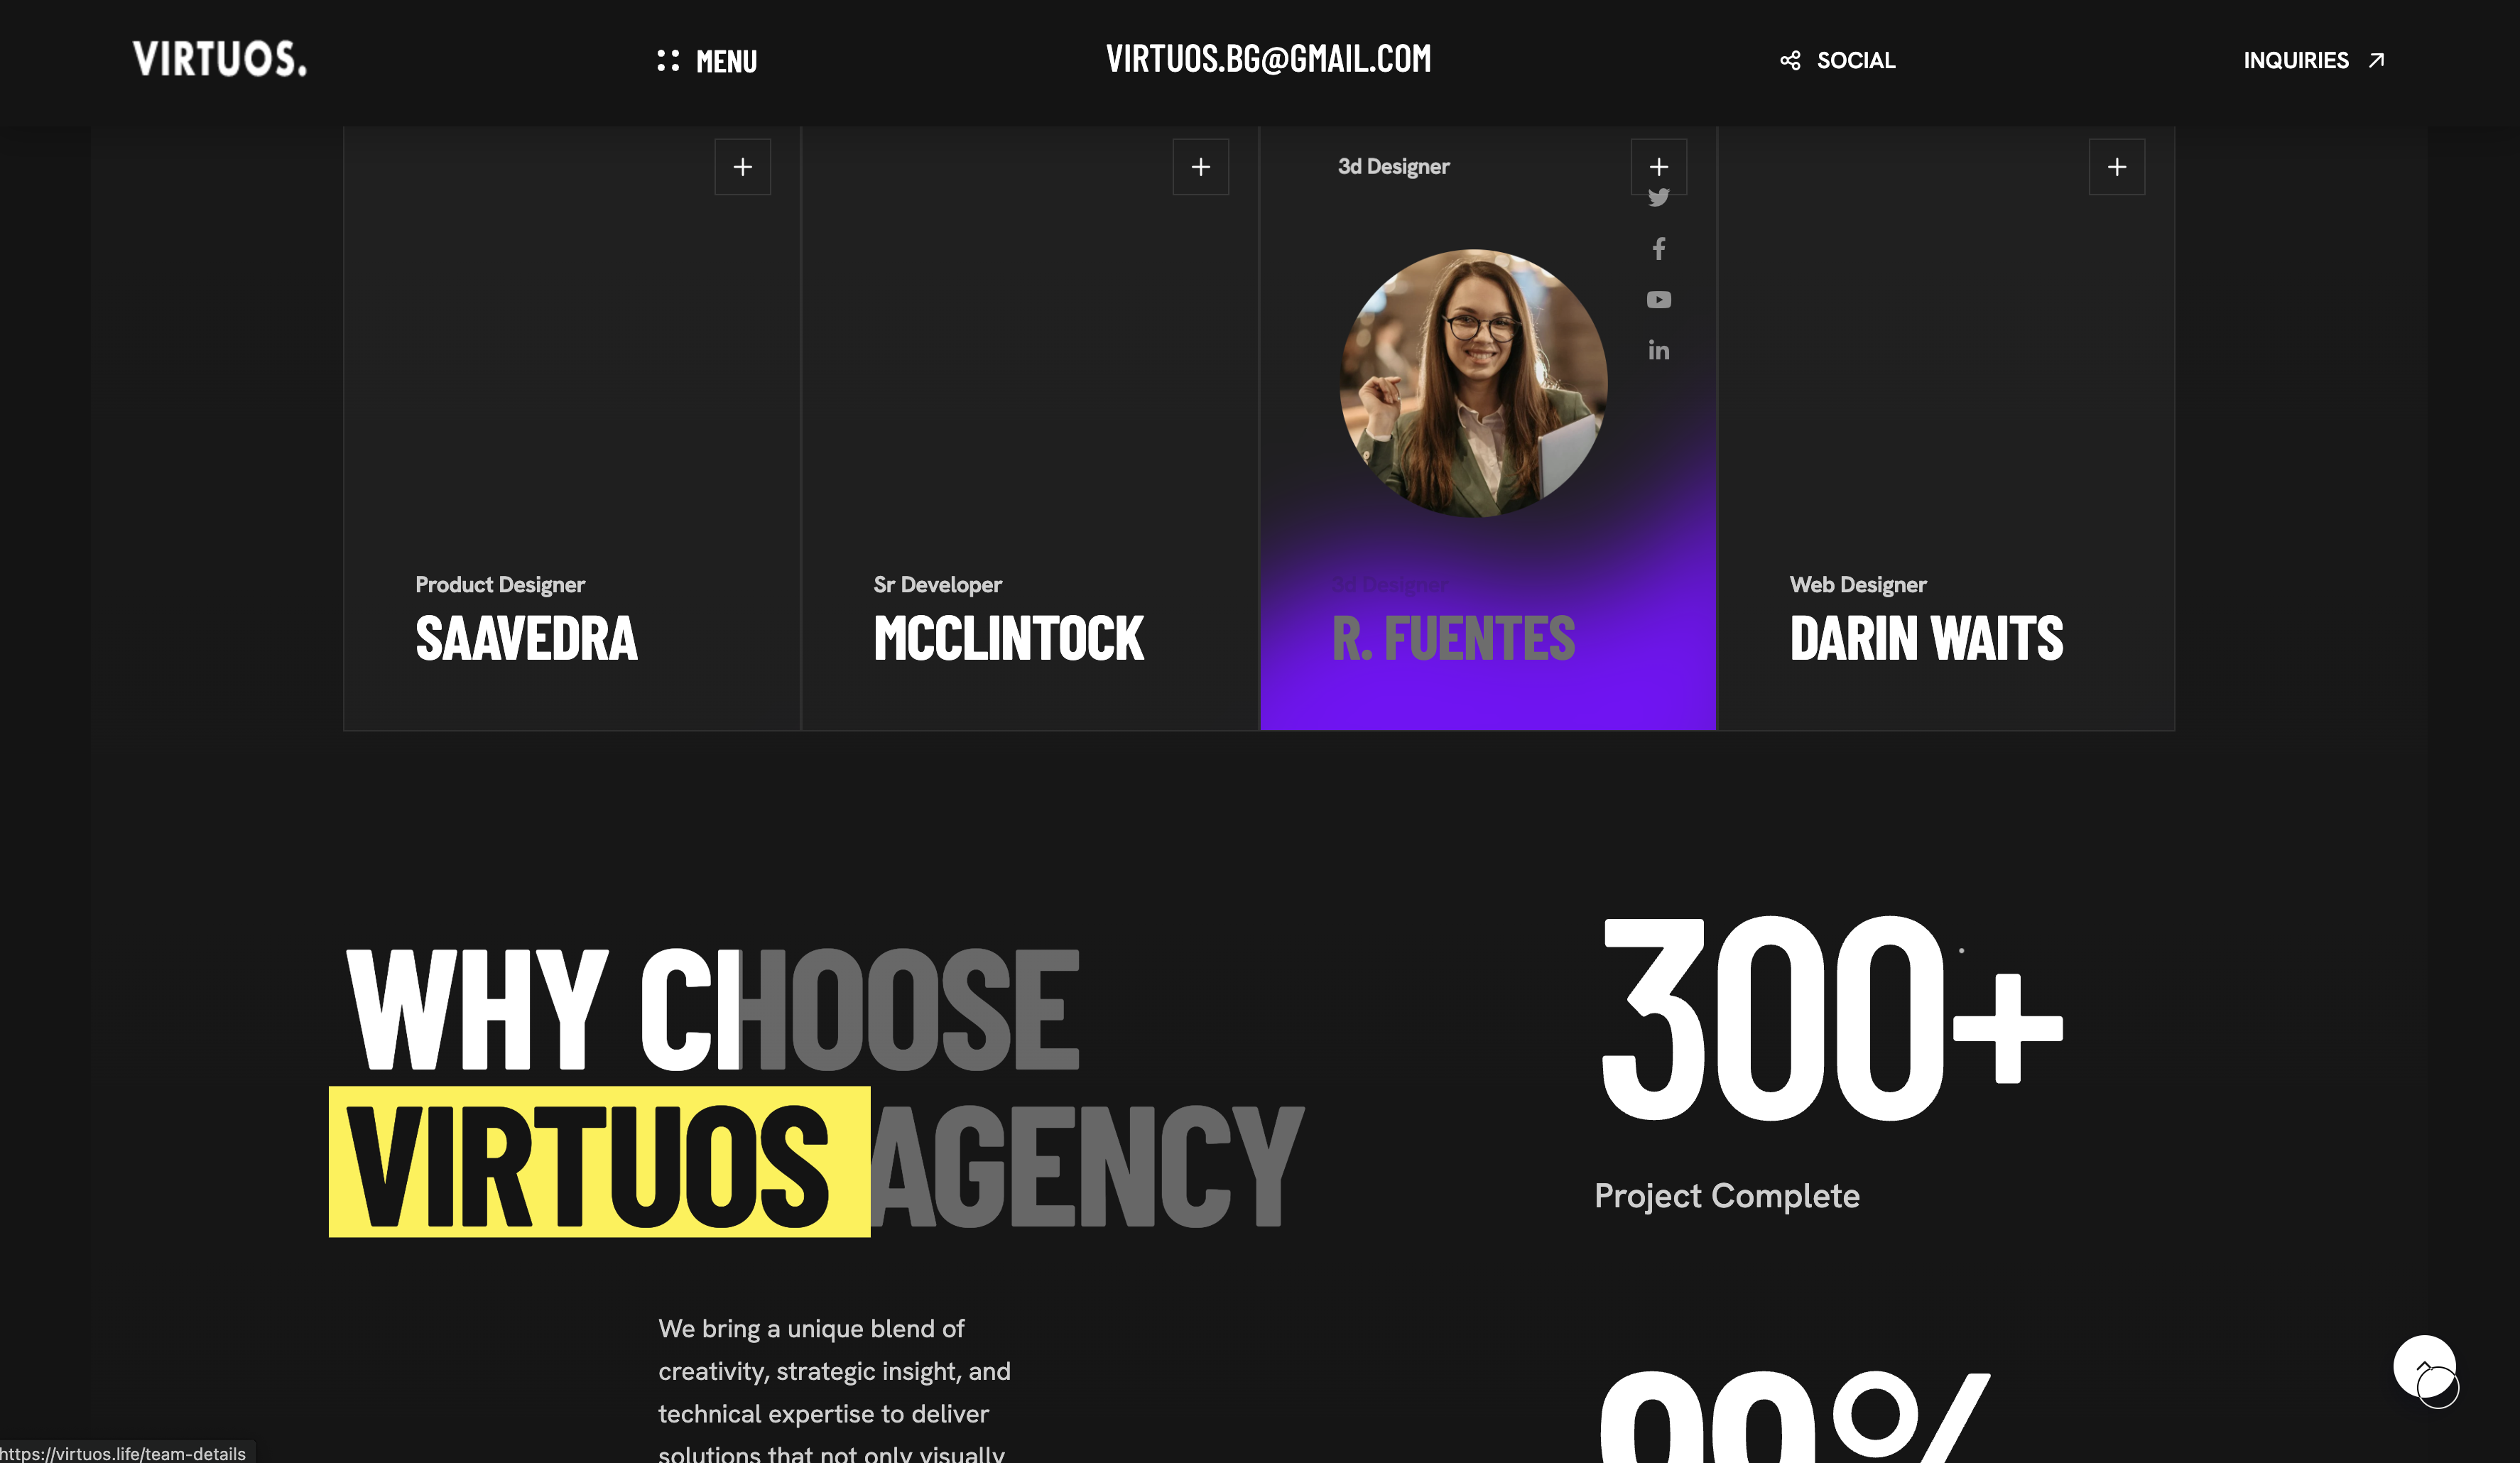 VIRTUOS.
MENU
VIRTUOS.BG@GMAIL.COM
SOCIAL
INQUIRIES
3d Designer
Product Designer
SAAVEDRA
Sr Developer
MCCLINTOCK
3d Designer
R. FUENTES
Web Designer
DARIN WAITS
WHY CHOOSE
VIRTUOS AGENCY
300+
Project Complete
We bring a unique blend of
creativity, strategic insight, and
technical expertise to deliver
solutions that not only visually
https://virtuos.life/team-details